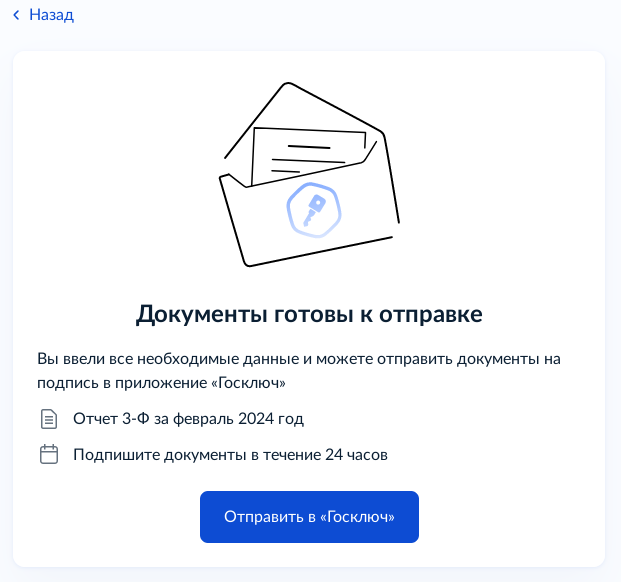 Назад
Документы готовы к отправке
Вы ввели все необходимые данные и можете отправить документы на
подпись в приложение «Госключ»
Отчет 3-Ф за февраль 2024 год
Подпишите документы в течение 24 часов
Отправить в «Госключ»